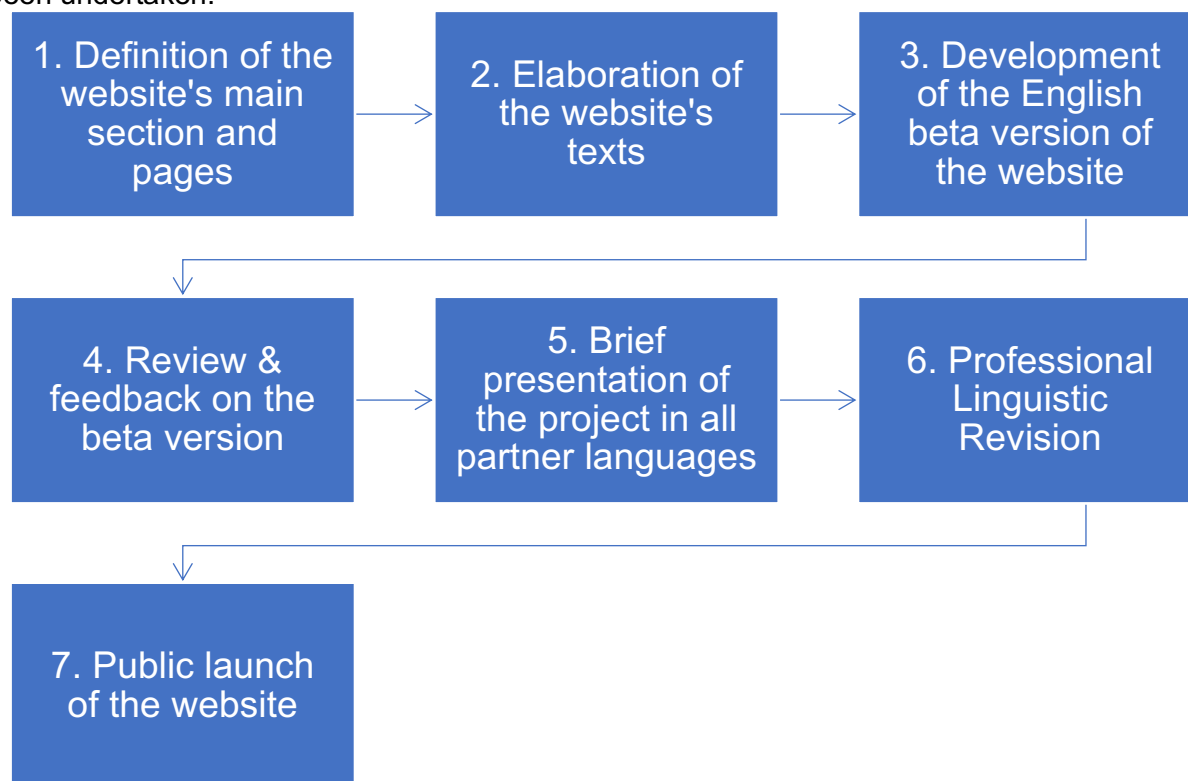 been undertaken:
1. Definition of the
website's main
section and
pages
2. Elaboration of
the website's
texts
3. Development
of the English
beta version of
the website
4. Review &
feedback on the
beta version
5. Brief
presentation of
the project in all
partner languages
6. Professional
Linguistic
Revision
7. Public launch
of the website